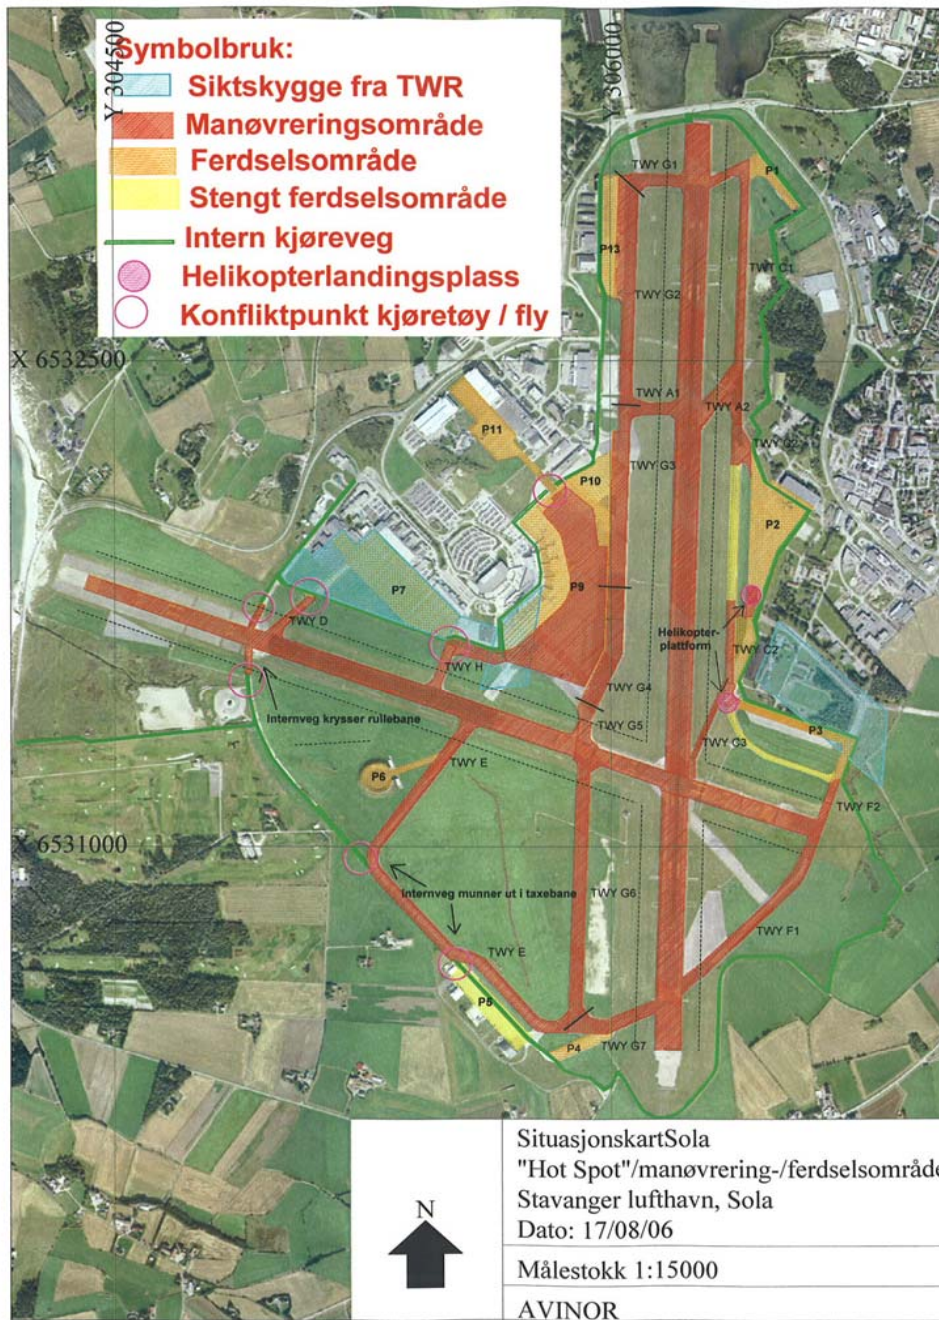 Symbolbruk:
Siktskygge fra TWR
Manøvreringsområde
Ferdselsområde
Stengt ferdselsområde
Intern kjøreveg
Helikopterlandingsplass
Konfliktpunkt kjøretøy / fly
Y 304500
Y 306000
X 6532500
X 6531000
TWY G1
P1
P13
TWY C1
TWY G2
TWY A1
TWY A2
P11
TWY C2
TWY G3
P10
P2
P7
P9
TWY D
Helikopter-
plattform
TWY C2
TWY H
TWY G4
Internveg krysser rullebane
TWY G5
P3
TWY C3
TWY E
P6
TWY F2
Internveg munner ut i taxebane
TWY G6
TWY F1
TWY E
P5
P4
TWY G7
N
SituasjonskartSola
"Hot Spot"/manøvrering-/ferdselsområde
Stavanger lufthavn, Sola
Dato: 17/08/06
Målestokk 1:15000
AVINOR